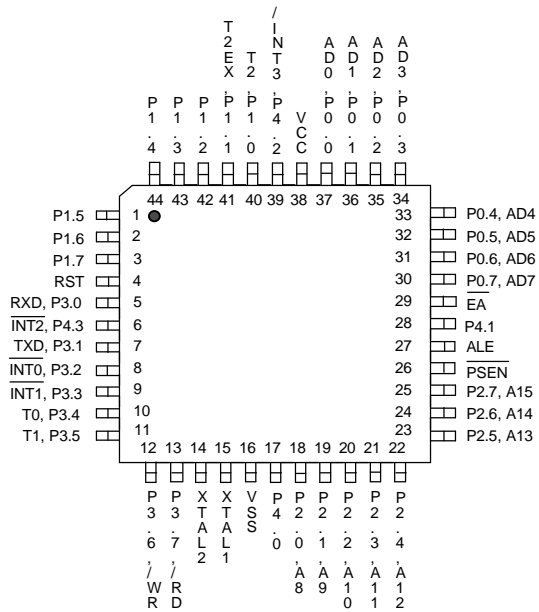 P1.4
P1.3
P1.2
T2EX, P1.1
T2, P1.0
/INT3, P4.2
VCC
AD0, P0.0
AD1, P0.1
AD2, P0.2
AD3, P0.3
44 43 42 41 40 39 38 37 36 35 34
P1.5 1
P1.6 2
P1.7 3
RST 4
RXD, P3.0 5
INT2, P4.3 6
TXD, P3.1 7
INT0, P3.2 8
INT1, P3.3 9
T0, P3.4 10
T1, P3.5 11
33 P0.4, AD4
32 P0.5, AD5
31 P0.6, AD6
30 P0.7, AD7
29 EA
28 P4.1
27 ALE
26 PSEN
25 P2.7, A15
24 P2.6, A14
23 P2.5, A13
12 13 14 15 16 17 18 19 20 21 22
P3.6, /WR
P3.7, /RD
XTAL2
XTAL1
VSS
P4.0
P2.0, A8
P2.1, A9
P2.2, A10
P2.3, A11
P2.4, A12